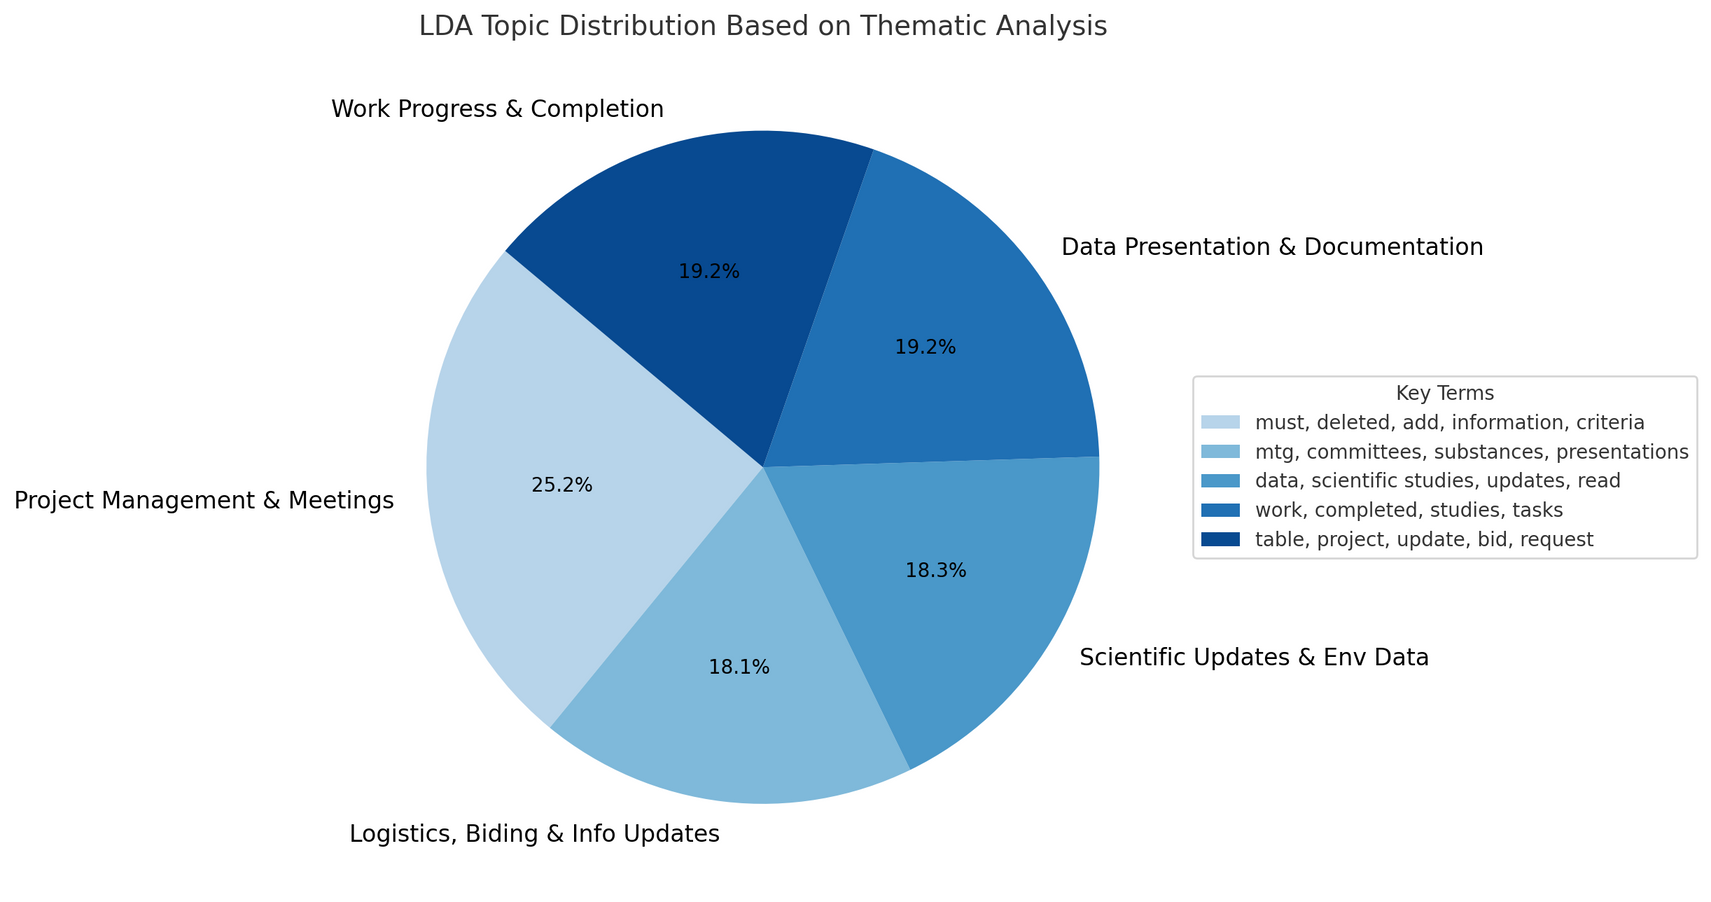 LDA Topic Distribution Based on Thematic Analysis
Work Progress & Completion
Data Presentation & Documentation
19.2%
19.2%
Key Terms
must, deleted, add, information, criteria
mtg, committees, substances, presentations
data, scientific studies, updates, read
work, completed, studies, tasks
table, project, update, bid, request
Project Management & Meetings
25.2%
18.3%
18.1%
Scientific Updates & Env Data
Logistics, Biding & Info Updates